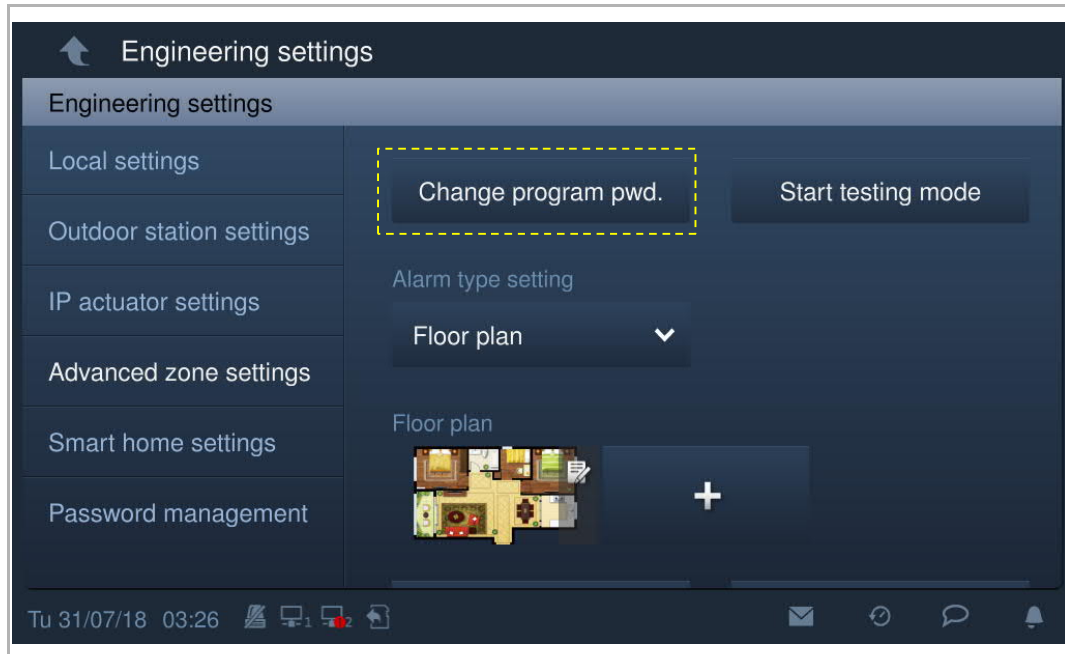 Engineering settings
Engineering settings
Local settings
Outdoor station settings
IP actuator settings
Advanced zone settings
Smart home settings
Password management
Change program pwd.
Start testing mode
Alarm type setting
Floor plan
Floor plan
Tu 31/07/18 03:26
1
2